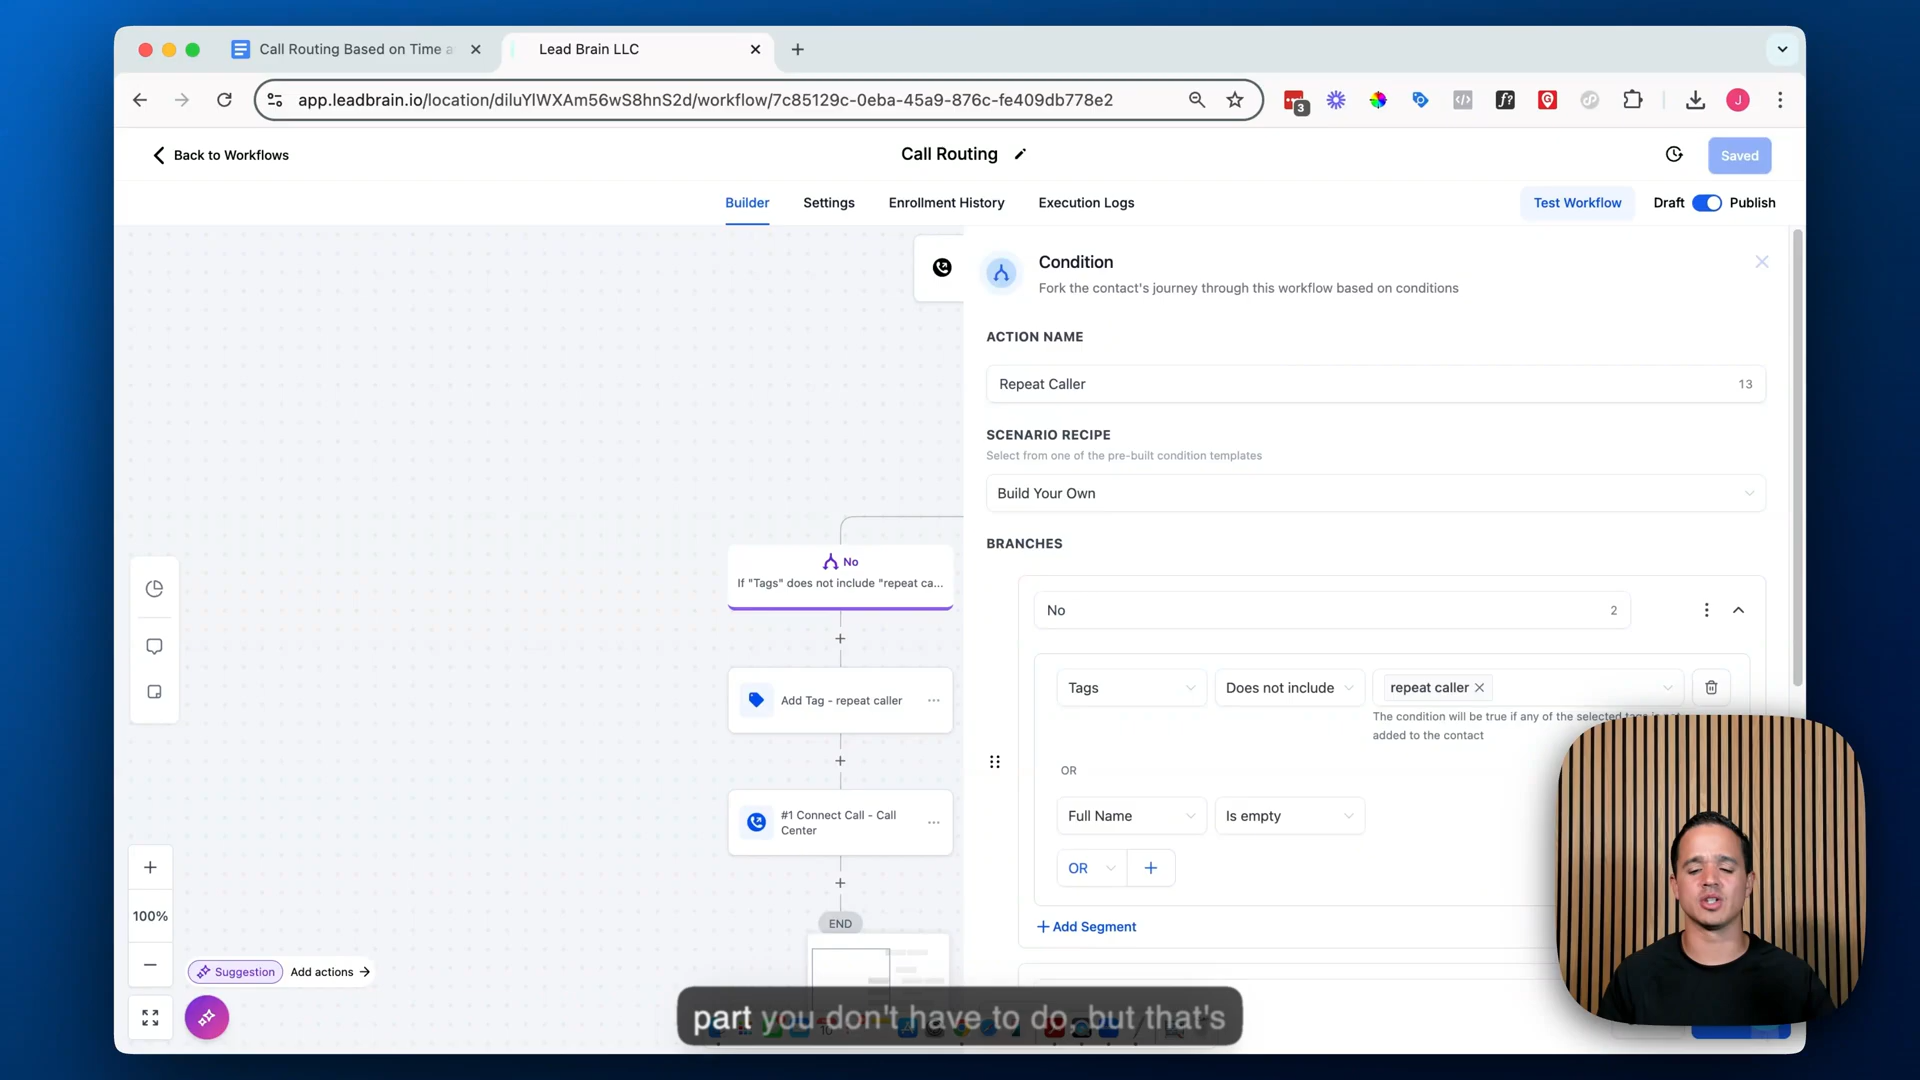 Call Routing Based on Time a
Lead Brain LLC
app.leadbrain.io/location/diluYlWXAm56wS8hnS2d/workflow/7c85129c-0eba-45a9-876c-fe409db778e2
3
f?
J
Back to Workflows
Call Routing
Saved
Builder
Settings
Enrollment History
Execution Logs
Test Workflow
Draft
Publish
Condition
Fork the contact's journey through this workflow based on conditions
ACTION NAME
Repeat Caller
13
SCENARIO RECIPE
Select from one of the pre-built condition templates
Build Your Own
BRANCHES
No
If "Tags" does not include "repeat ca...
No
2
Tags
Does not include
repeat caller
The condition will be true if any of the selected
added to the contact
Add Tag - repeat caller
OR
Full Name
Is empty
#1 Connect Call - Call
Center
OR
END
Add Segment
100%
Suggestion
Add actions
part you don't have to do, but that's